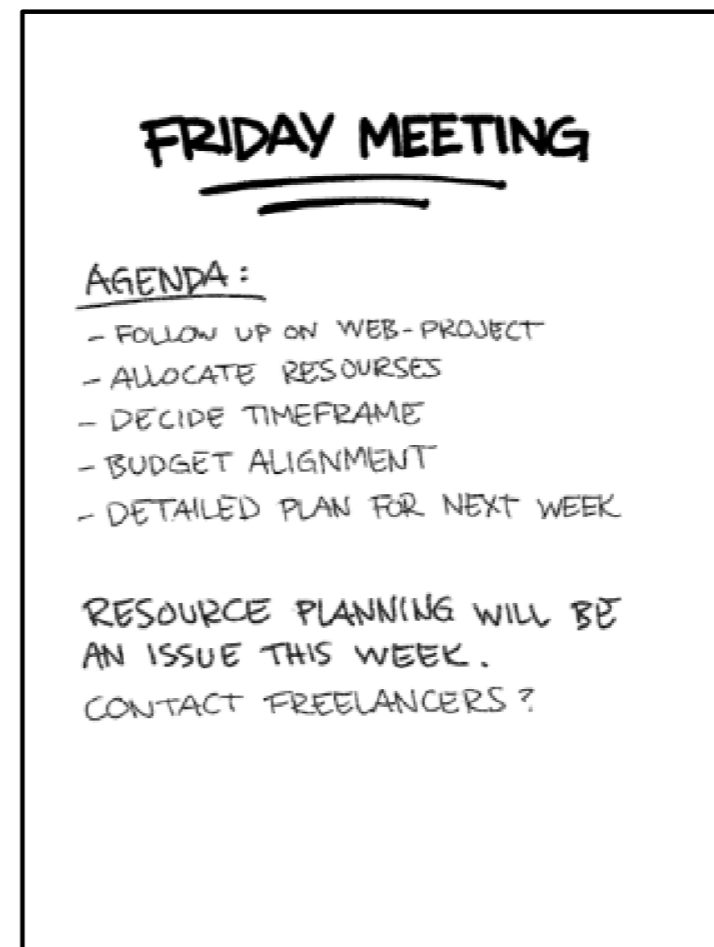 FRIDAY MEETING
AGENDA:
- FOLLOW UP ON WEB-PROJECT
- ALLOCATE RESOURSES
- DECIDE TIMEFRAME
- BUDGET ALIGNMENT
- DETAILED PLAN FOR NEXT WEEK
RESOURCE PLANNING WILL BE
AN ISSUE THIS WEEK.
CONTACT FREELANCERS?